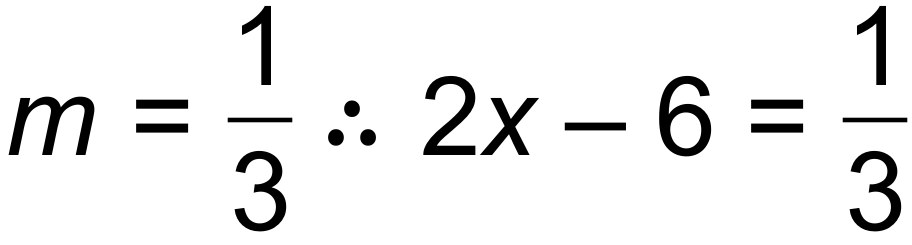 m = 1/3 ∴ 2x – 6 = 1/3